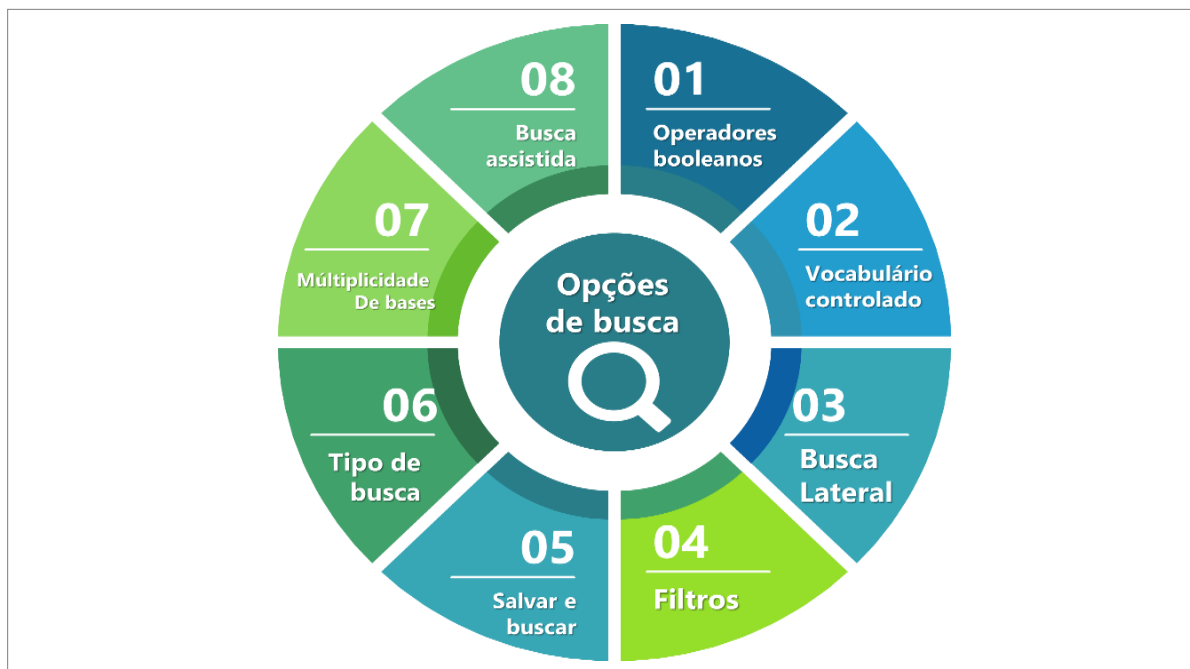 Opções
de busca
01
Operadores
booleanos
02
Vocabulário
controlado
03
Busca
Lateral
04
Filtros
05
Salvar e
buscar
06
Tipo de
busca
07
Múltiplicidade
De bases
08
Busca
assistida